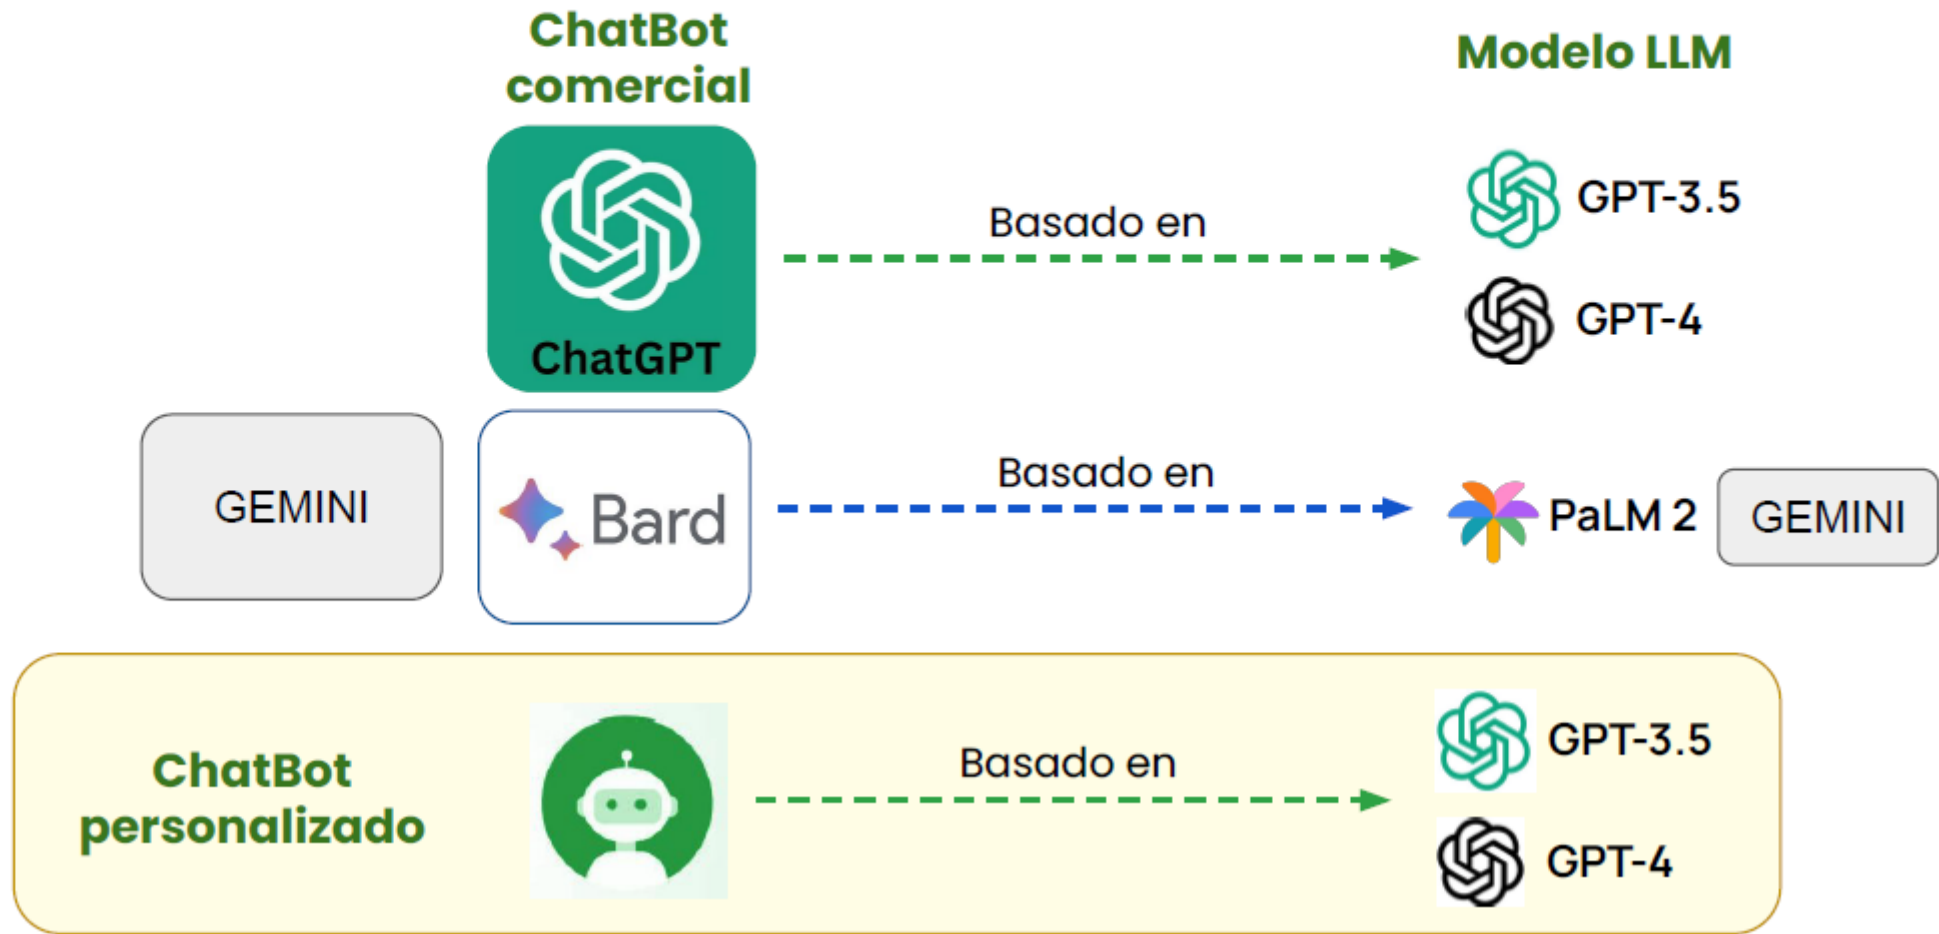 ChatBot
comercial
Modelo LLM
ChatGPT
Basado en
GPT-3.5
GPT-4
GEMINI
Bard
Basado en
PaLM 2
GEMINI
ChatBot
personalizado
Basado en
GPT-3.5
GPT-4